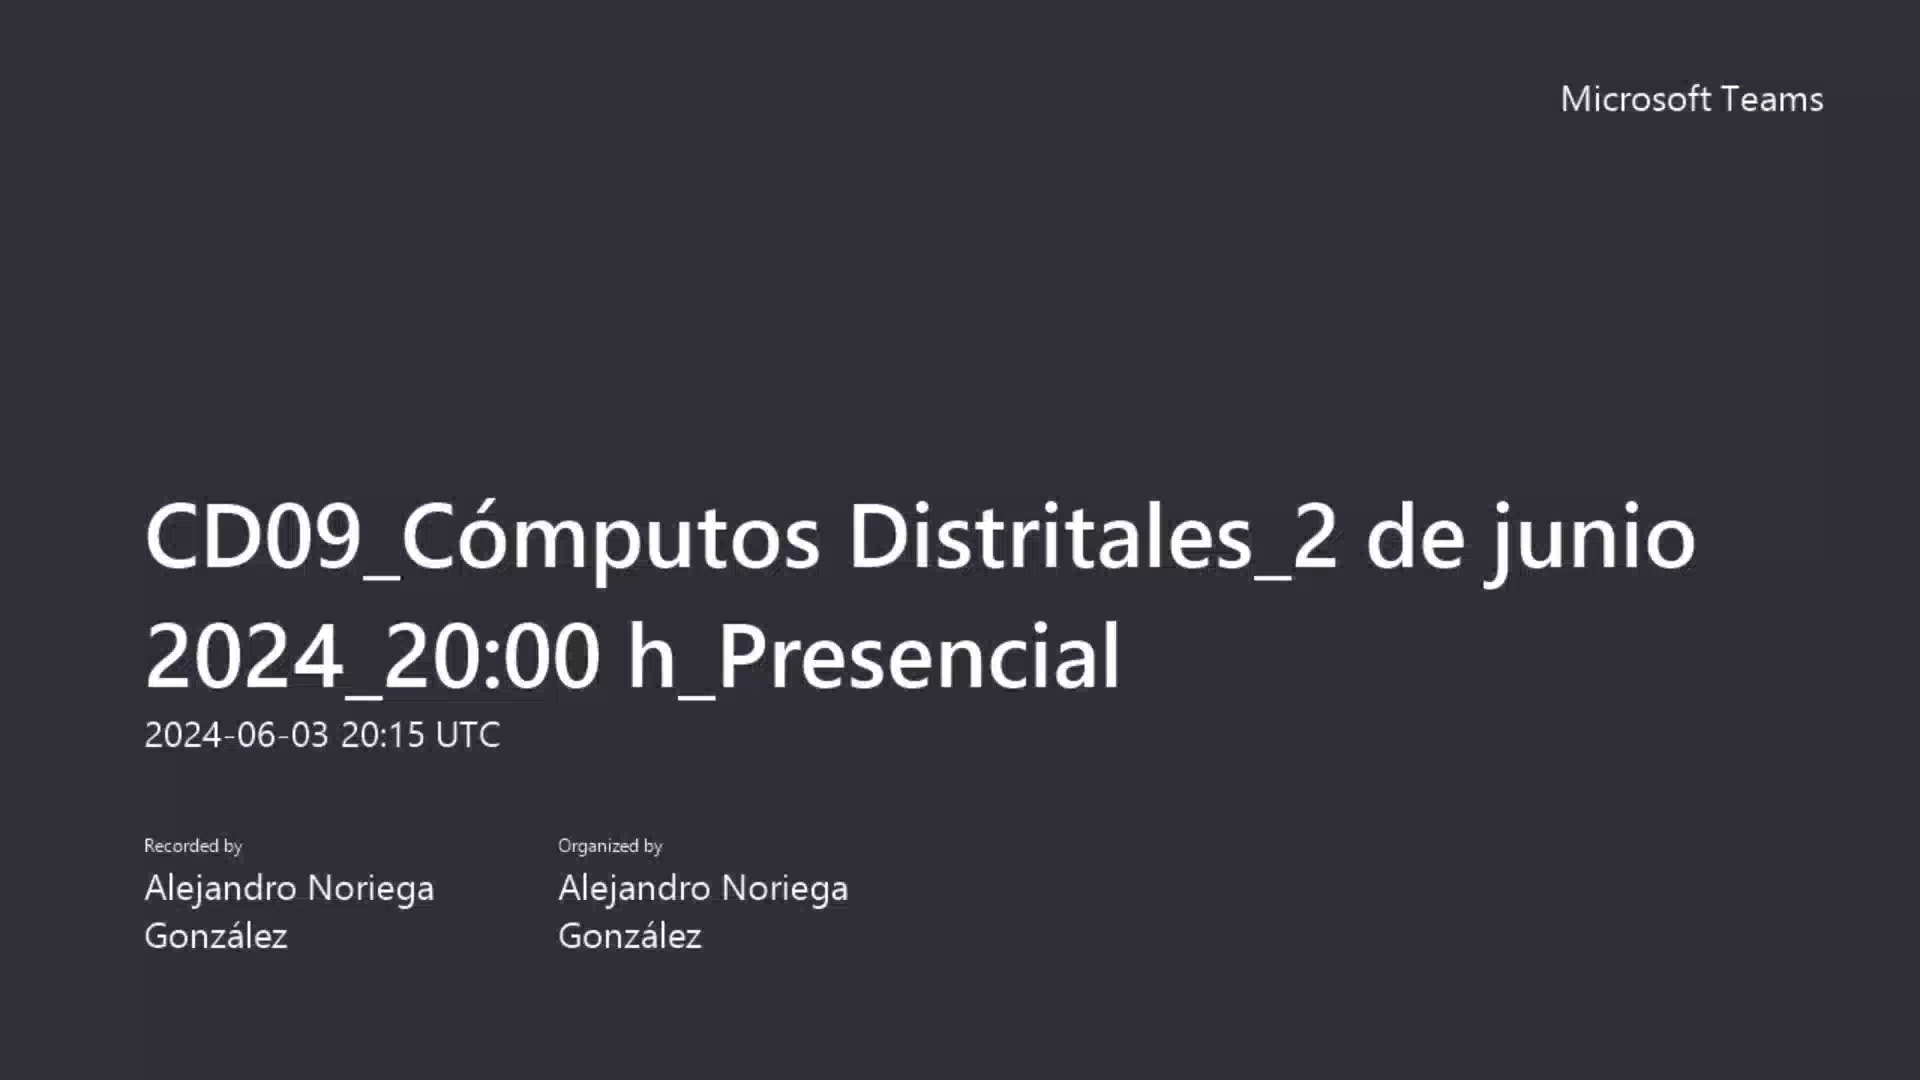 Microsoft Teams
CD09_Cómputos Distritales_2 de junio
2024_20:00 h_Presencial
2024-06-03 20:15 UTC
Recorded by
Alejandro Noriega
González
Organized by
Alejandro Noriega
González